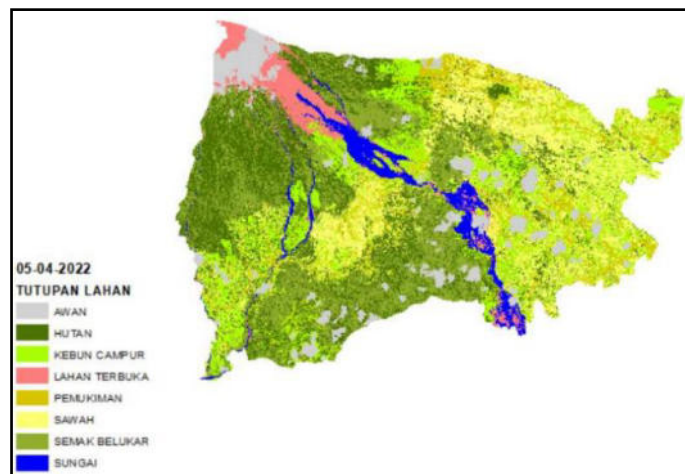 05-04-2022
TUTUPAN LAHAN
AWAN
HUTAN
KEBUN CAMPUR
LAHAN TERBUKA
PEMUKIMAN
SAWAH
SEMAK BELUKAR
SUNGAI